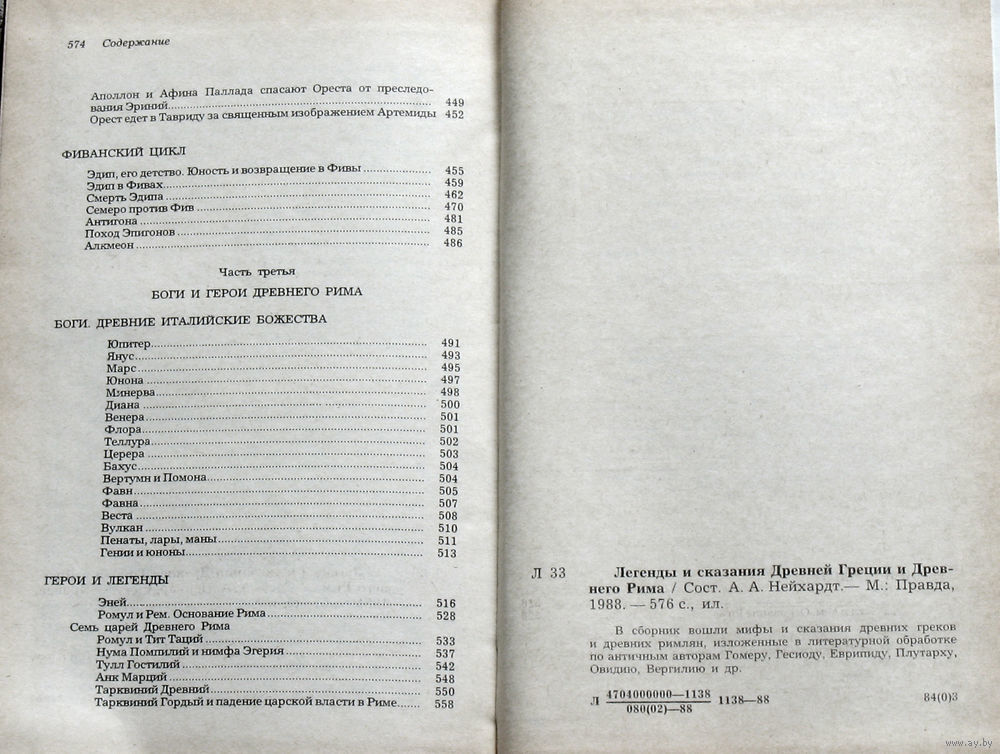 574 Содержание
Аполлон и Афина Паллада спасают Ореста от преследо-
вания Эриний 449
Орест едет в Тавриду за священным изображением Артемиды 452
ФИВАНСКИЙ ЦИКЛ
Эдип, его детство. Юность и возвращение в Фивы 455
Эдип в Фивах 459
Смерть Эдипа 462
Семеро против Фив 470
Антигона 481
Поход Эпигонов 485
Алкмеон 486
Часть третья
БОГИ И ГЕРОИ ДРЕВНЕГО РИМА
БОГИ. ДРЕВНИЕ ИТАЛИЙСКИЕ БОЖЕСТВА
Юпитер 491
Янус 493
Марс 495
Юнона 497
Минерва 498
Диана 500
Венера 501
Флора 501
Теллура 502
Церера 503
Бахус 504
Вертумн и Помона 504
Фавн 505
Фавна 507
Веста 508
Вулкан 510
Пенаты, лары, маны 511
Гении и юноны 513
ГЕРОИ И ЛЕГЕНДЫ
Эней 516
Ромул и Рем. Основание Рима 528
Семь царей Древнего Рима
Ромул и Тит Таций 533
Нума Помпилий и нимфа Эгерия 537
Тулл Гостилий 542
Анк Марций 548
Тарквиний Древний 550
Тарквиний Гордый и падение царской власти в Риме 558
Л 33 Легенды и сказания Древней Греции и Древ-
него Рима / Сост. А. А. Нейхардт.— М.: Правда,
1988. — 576 с., ил.
В сборник вошли мифы и сказания древних греков
и древних римлян, изложенные в литературной обработке
по античным авторам Гомеру, Гесиоду, Еврипиду, Плутарху,
Овидию, Вергилию и др.
Л 4704000000—1138 1138—88 84(0)3
080(02)—88
www.ay.by